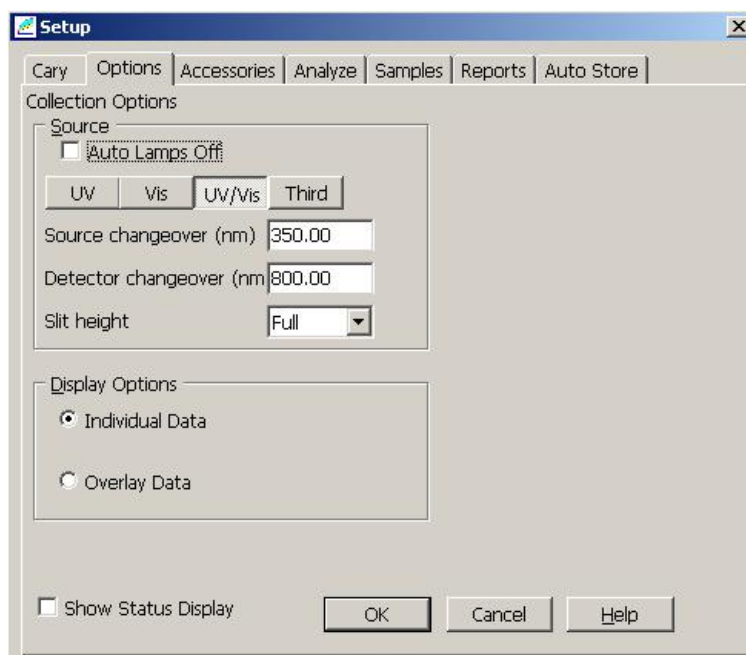 Setup
Cary Options Accessories Analyze Samples Reports Auto Store
Collection Options
Source
Auto Lamps Off
UV Vis UV/Vis Third
Source changeover (nm) 350.00
Detector changeover (nm 800.00
Slit height Full
Display Options
Individual Data
Overlay Data
Show Status Display OK Cancel Help